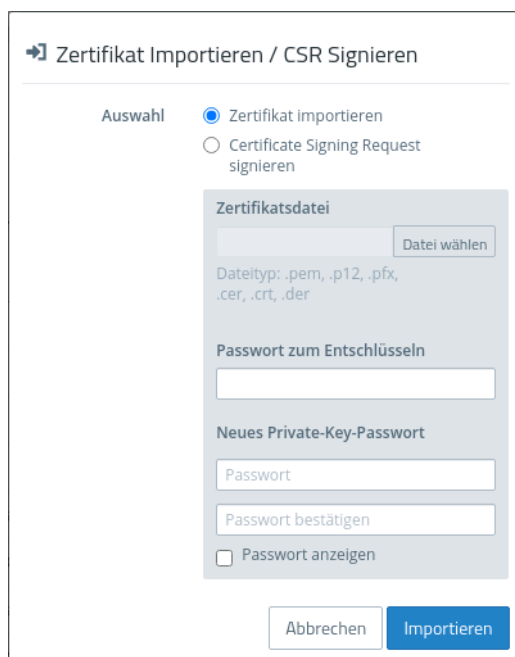 Zertifikat Importieren / CSR Signieren
Auswahl
Zertifikat importieren
Certificate Signing Request
signieren
Zertifikatsdatei
Datei wählen
Dateityp: .pem, .p12, .pfx,
.cer, .crt, .der
Passwort zum Entschlüsseln
Neues Private-Key-Passwort
Passwort
Passwort bestätigen
Passwort anzeigen
Abbrechen
Importieren